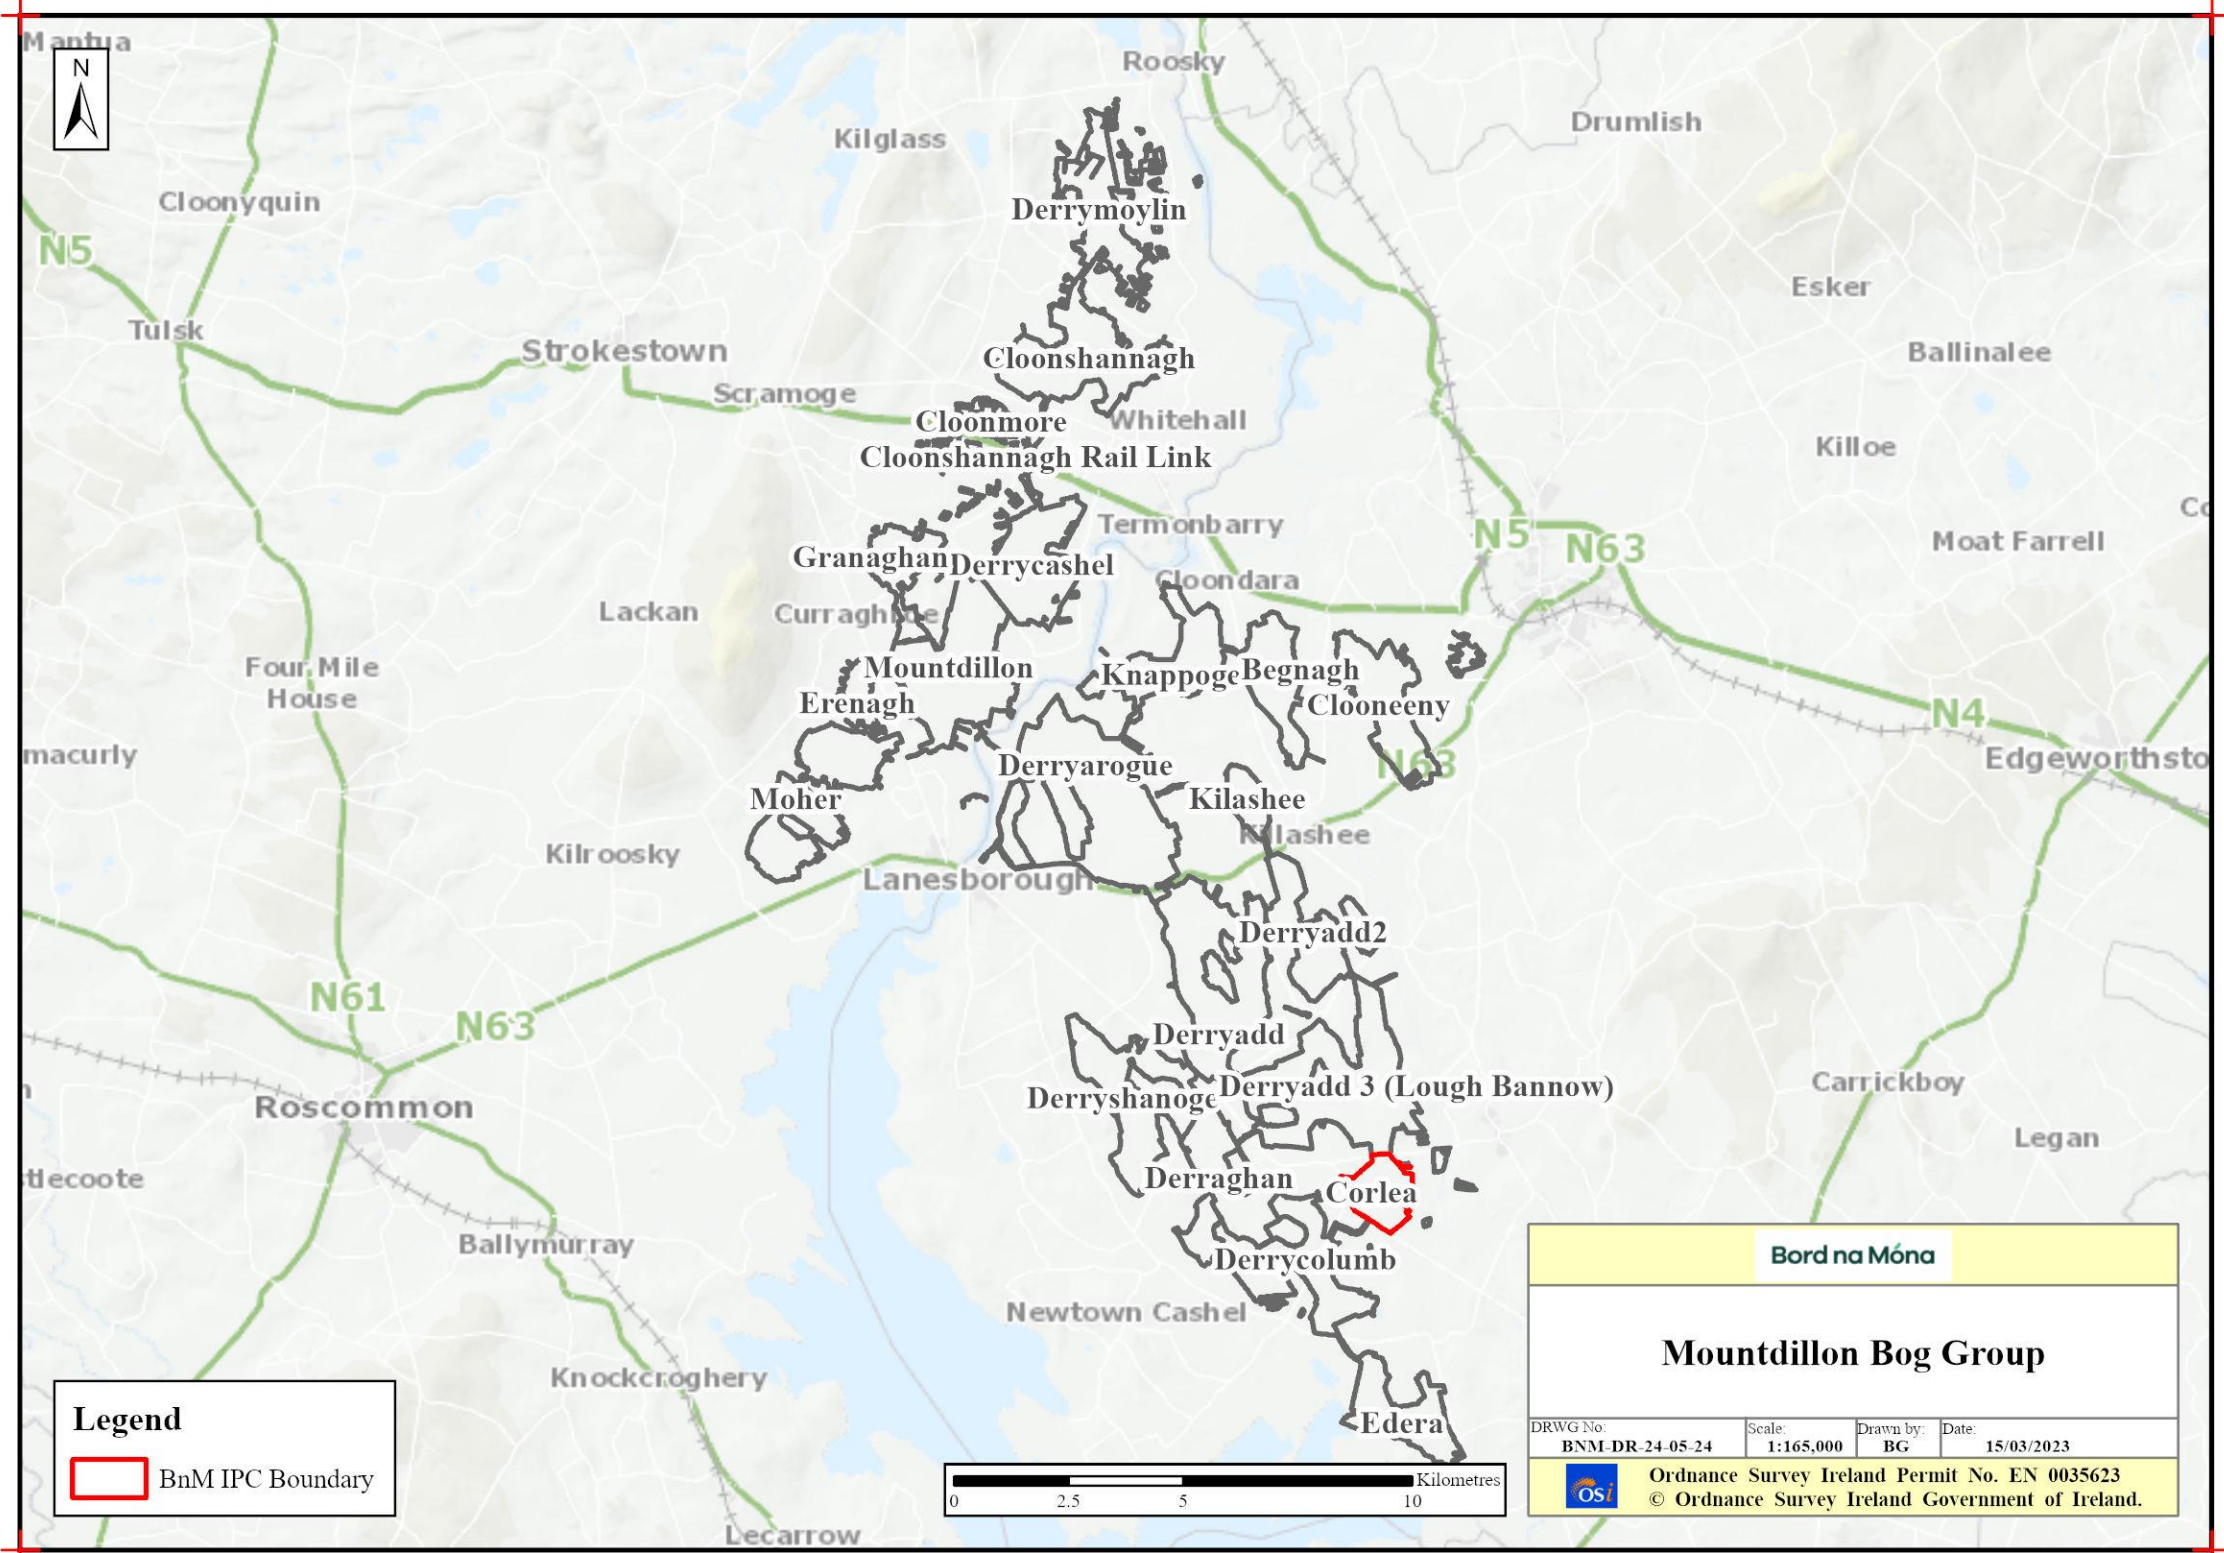 Mantua
N
Roosky
Drumlish
Kilglass
Cloonyquin
Derrymoylin
N5
Esker
Tulsk
Strokestown
Cloonshannagh
Ballinalee
Scramoge
Cloonmore
Whitehall
Killoe
Cloonshannagh Rail Link
Co
Termonbarry
N5
N63
Moat Farrell
Granaghan
Derrycashel
Cloondara
Lackan
Four Mile
House
Mountdillon
Knappoge
Begnagh
Erenagh
Clooneeny
N4
macurly
Edgeworthsto
Derryarogue
N63
Moher
Kilashee
Killashee
Kilroosky
Lanesborough
Derryadd2
N61
N63
Derryadd
Derryadd 3 (Lough Bannow)
Carrickboy
Derryshanoge
Roscommon
Legan
tlecoote
Derraghan
Corlea
Ballymurray
Derrycolumb
Newtown Cashel
Knockcroghery
Edera
Lecarrow
Legend
BnM IPC Boundary
Kilometres
0 2.5 5 10
Bord na Móna
Mountdillon Bog Group
DRWG No: Scale: Drawn by: Date:
BNM-DR-24-05-24 1:165,000 BG 15/03/2023
OSi
Ordnance Survey Ireland Permit No. EN 0035623
© Ordnance Survey Ireland Government of Ireland.